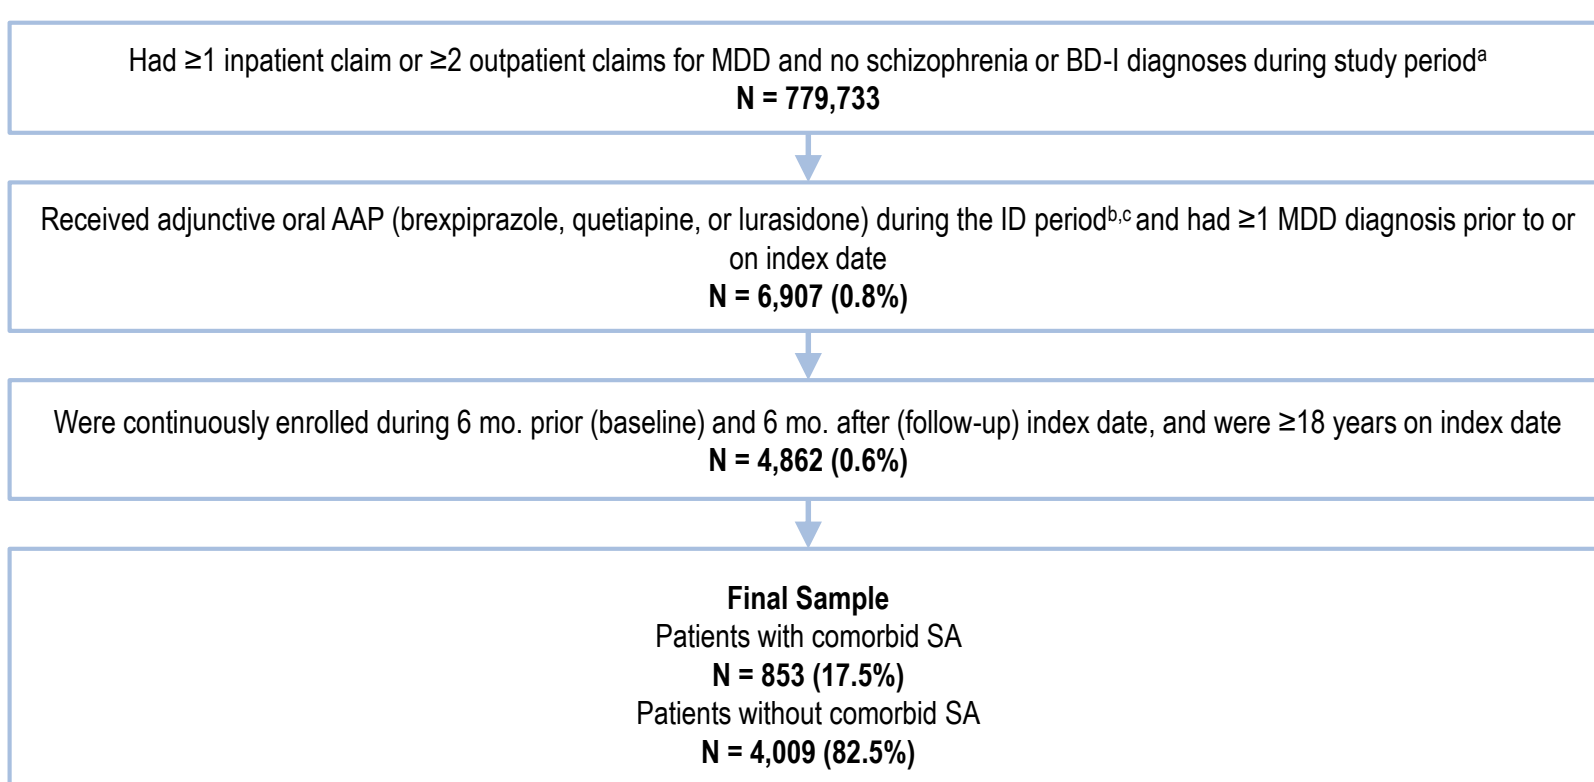 Had ≥1 inpatient claim or ≥2 outpatient claims for MDD and no schizophrenia or BD-I diagnoses during study periodᵃ
N = 779,733
Received adjunctive oral AAP (brexpiprazole, quetiapine, or lurasidone) during the ID periodᵇ,ᶜ and had ≥1 MDD diagnosis prior to or
on index date
N = 6,907 (0.8%)
Were continuously enrolled during 6 mo. prior (baseline) and 6 mo. after (follow-up) index date, and were ≥18 years on index date
N = 4,862 (0.6%)
Final Sample
Patients with comorbid SA
N = 853 (17.5%)
Patients without comorbid SA
N = 4,009 (82.5%)